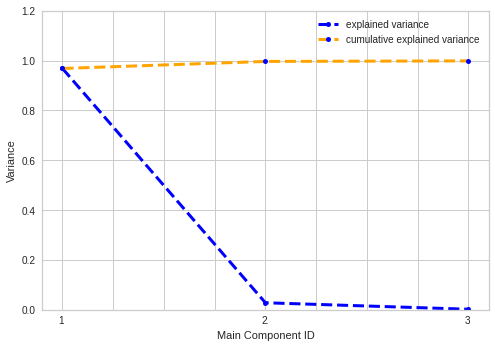 1.2
1.0
0.8
0.6
0.4
0.2
0.0
Variance
explained variance
cumulative explained variance
1
2
3
Main Component ID